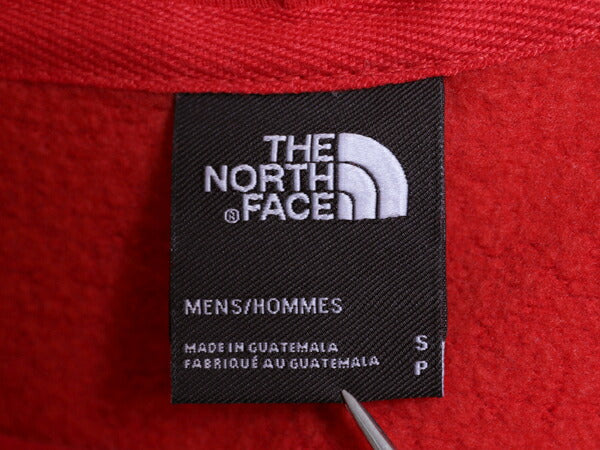 THE
NORTH
FACE
®
MENS/HOMMES
MADE IN GUATEMALA
FABRIQUÉ AU GUATEMALA
S
P